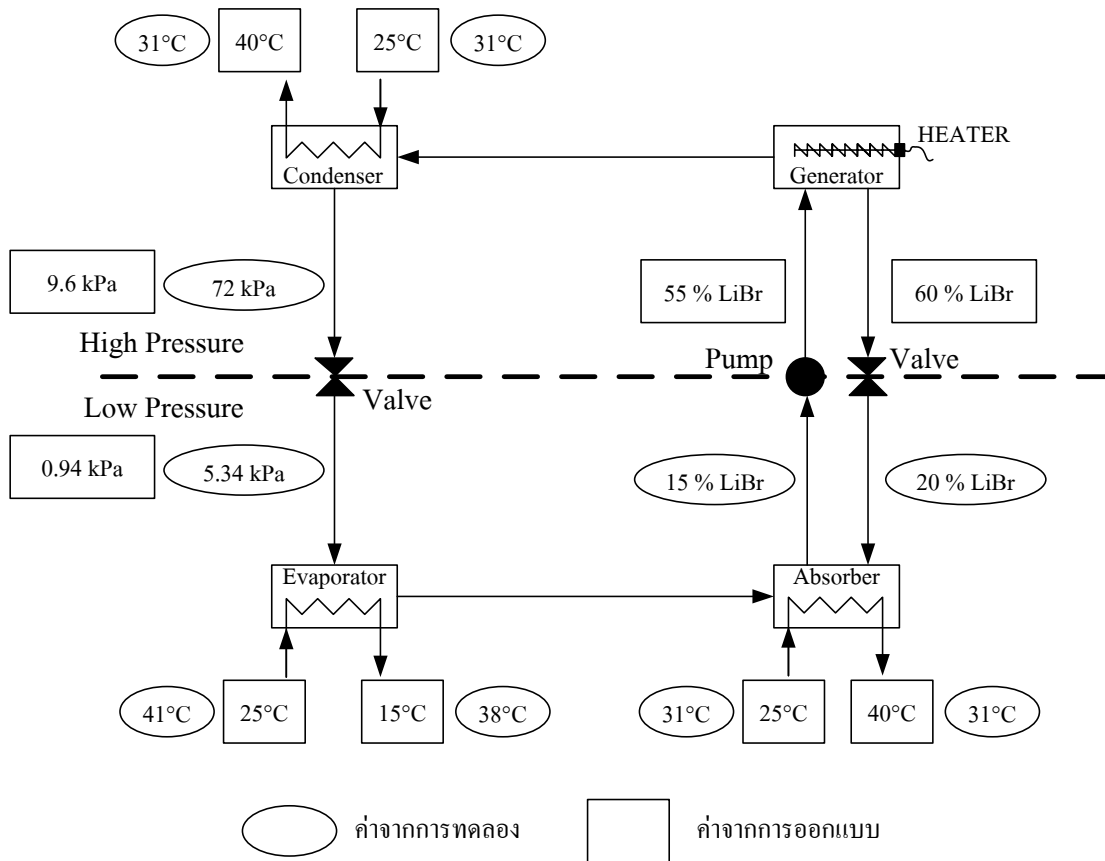 31°C 40°C 25°C 31°C
HEATER
Condenser
Generator
9.6 kPa 72 kPa
55 % LiBr 60 % LiBr
High Pressure
Pump Valve
Low Pressure
Valve
0.94 kPa 5.34 kPa
15 % LiBr 20 % LiBr
Evaporator
Absorber
41°C 25°C 15°C 38°C
31°C 25°C 40°C 31°C
ค่าจากการทดลอง
ค่าจากการออกแบบ